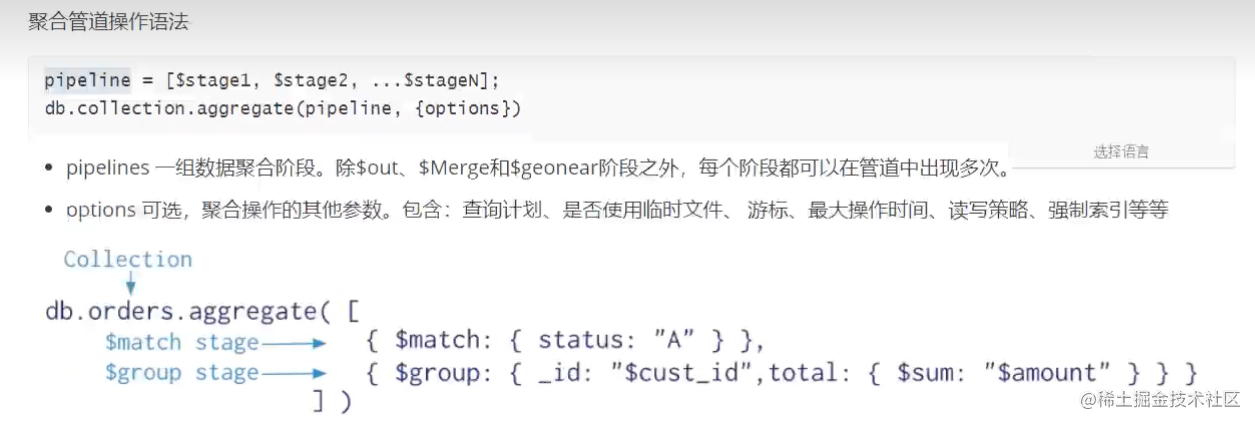 聚合管道操作语法
pipeline = [$stage1, $stage2, ...$stageN];
db.collection.aggregate(pipeline, {options})
选择语言
• pipelines 一组数据聚合阶段。除$out、$Merge和$geonear阶段之外，每个阶段都可以在管道中出现多次。
• options 可选，聚合操作的其他参数。包含：查询计划、是否使用临时文件、 游标、最大操作时间、读写策略、强制索引等等
Collection
db.orders.aggregate( [
$match stage { $match: { status: "A" } },
$group stage { $group: { _id: "$cust_id",total: { $sum: "$amount" } } }
] )
@稀土掘金技术社区